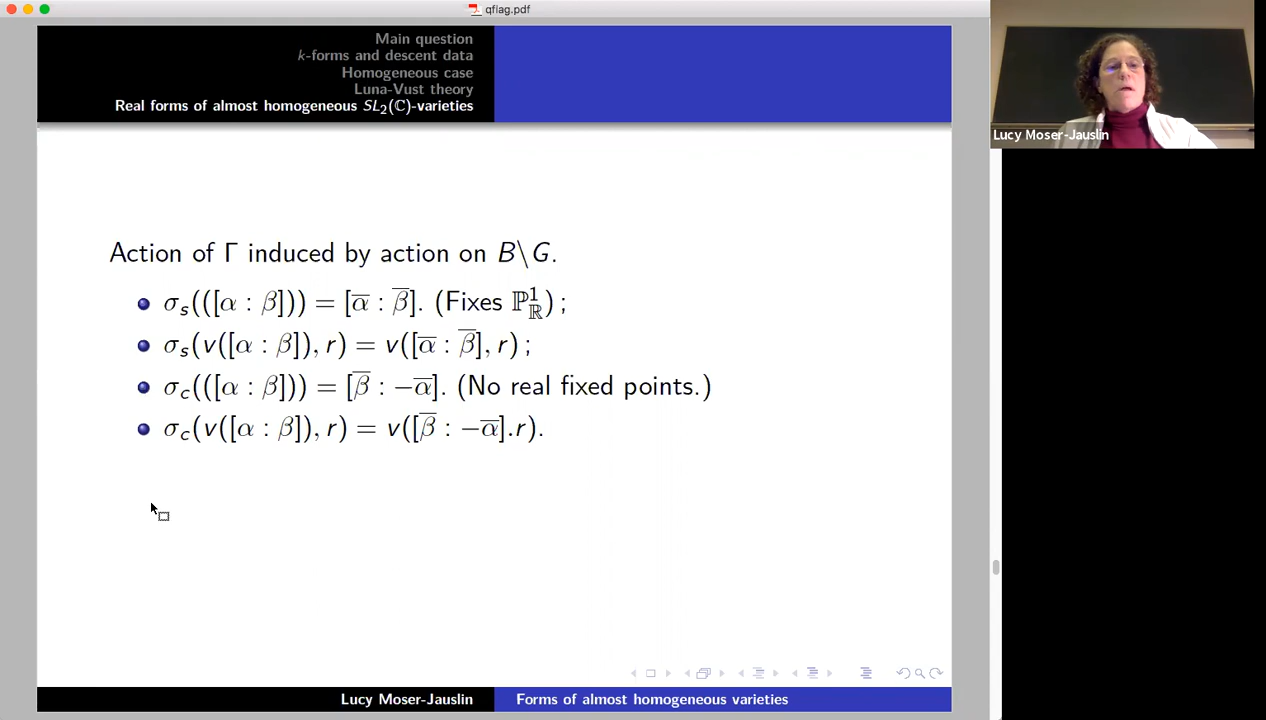 qflag.pdf
Main question
k-forms and descent data
Homogeneous case
Luna-Vust theory
Real forms of almost homogeneous SL₂(ℂ)-varieties
Lucy Moser-Jauslin
Action of Γ induced by action on B\G.
σₛ(([α : β])) = [α̅ : β̅]. (Fixes ℙ¹_ℝ) ;
σₛ(v([α : β]), r) = v([α̅ : β̅], r) ;
σ_c(([α : β])) = [β̅ : −α̅]. (No real fixed points.)
σ_c(v([α : β]), r) = v([β̅ : −α̅].r).
Lucy Moser-Jauslin Forms of almost homogeneous varieties